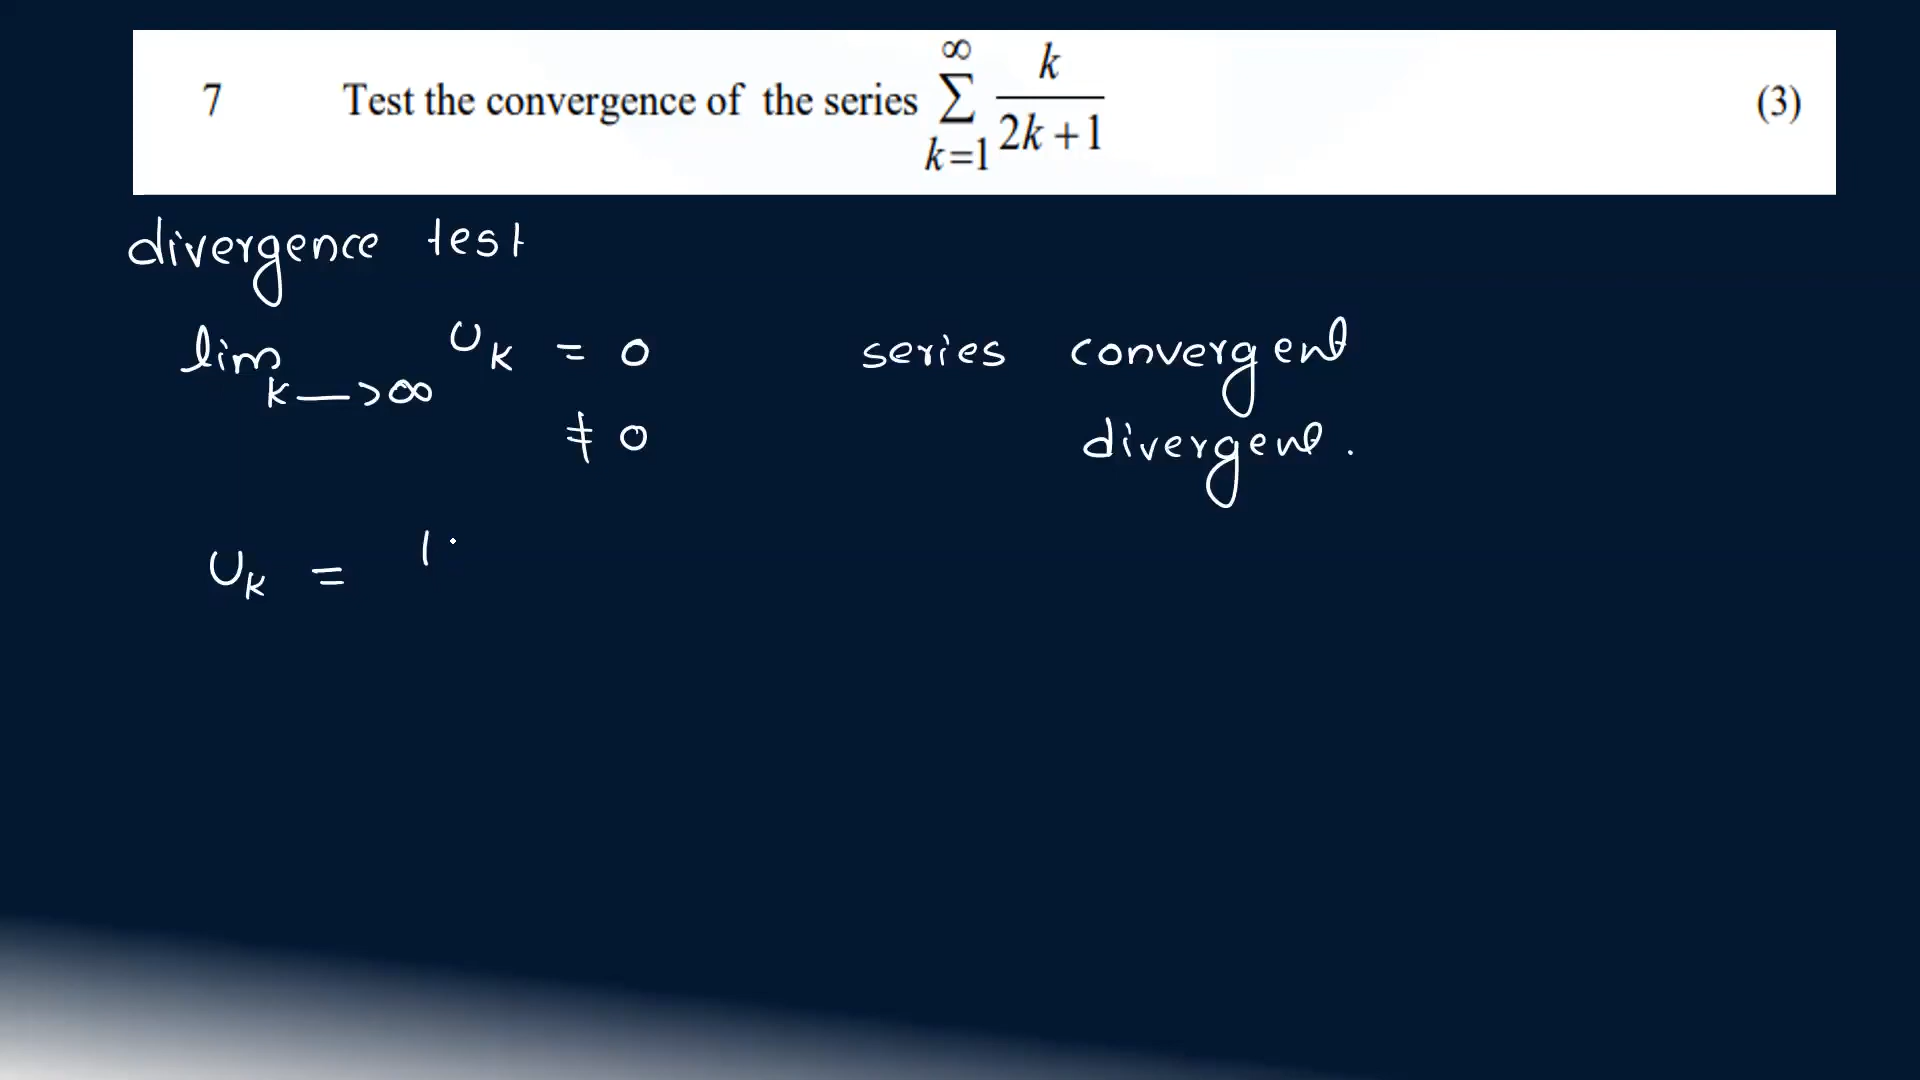 7 Test the convergence of the series ∑_{k=1}^{∞} k/(2k+1) (3)
divergence test
lim_{k→∞} U_k = 0 series convergent
≠ 0 divergent.
U_k =